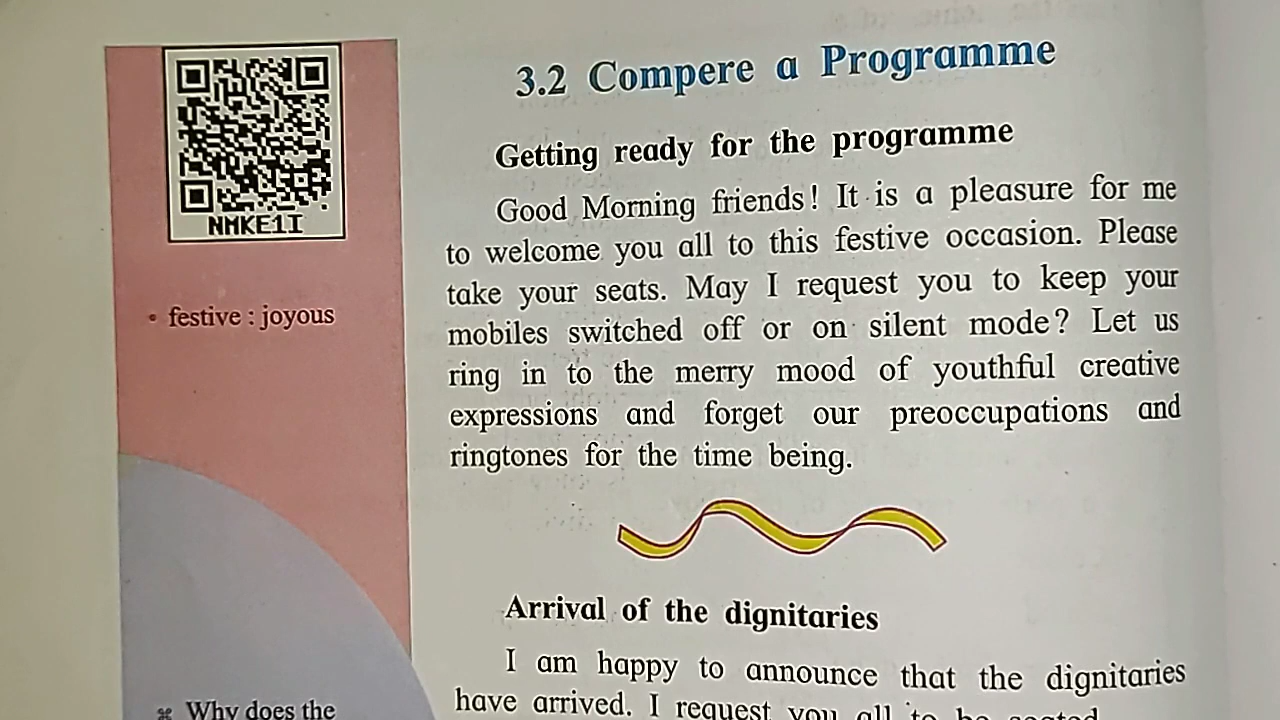 NMKE1I
• festive : joyous
⌘ Why does the
3.2 Compere a Programme
Getting ready for the programme
Good Morning friends! It is a pleasure for me
to welcome you all to this festive occasion. Please
take your seats. May I request you to keep your
mobiles switched off or on silent mode? Let us
ring in to the merry mood of youthful creative
expressions and forget our preoccupations and
ringtones for the time being.
Arrival of the dignitaries
I am happy to announce that the dignitaries
have arrived. I request you all to be seated.